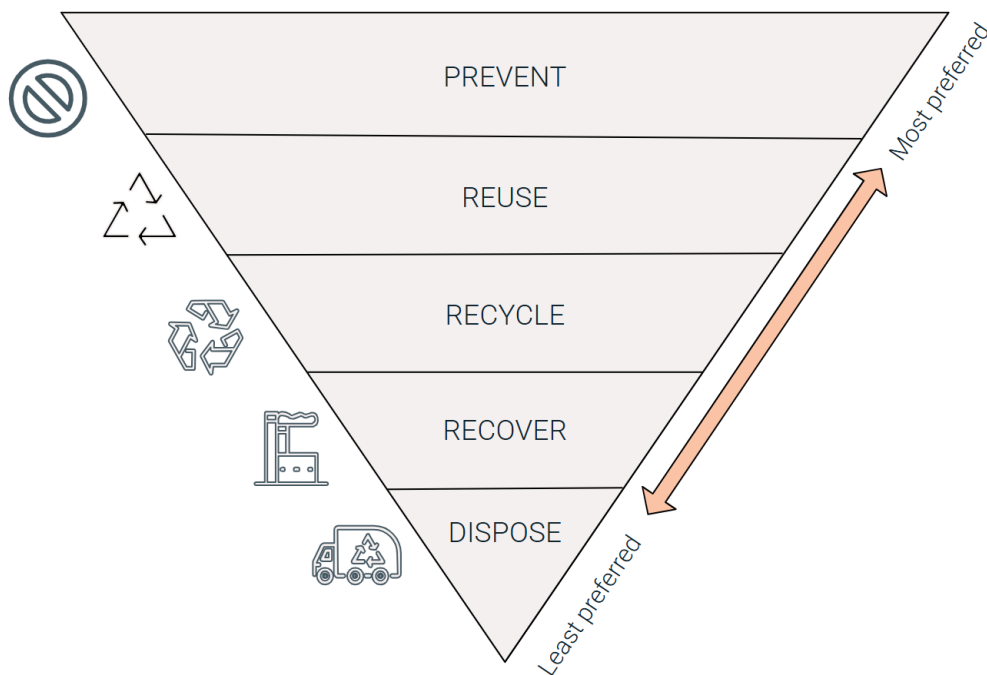 PREVENT
Most preferred
REUSE
RECYCLE
RECOVER
DISPOSE
Least preferred